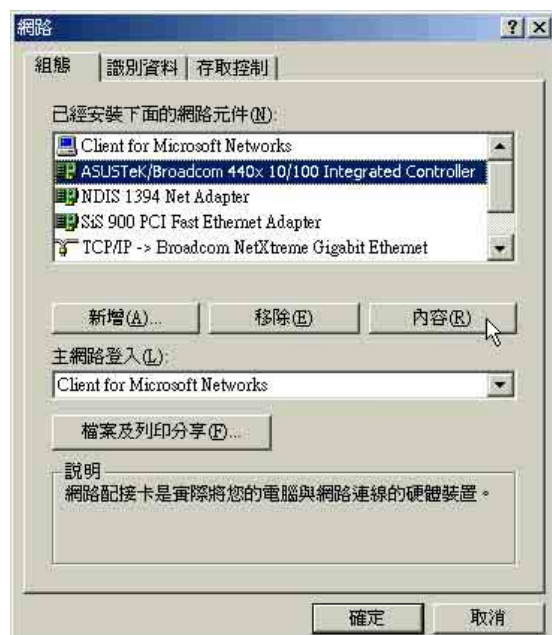 網路
組態 識別資料 存取控制
已經安裝下面的網路元件(N):
Client for Microsoft Networks
ASUSTeK/Broadcom 440x 10/100 Integrated Controller
NDIS 1394 Net Adapter
SiS 900 PCI Fast Ethernet Adapter
TCP/IP -> Broadcom NetXtreme Gigabit Ethernet
新增(A)... 移除(E) 內容(R)
主網路登入(L):
Client for Microsoft Networks
檔案及列印分享(F)...
說明
網路配接卡是實際將您的電腦與網路連線的硬體裝置。
確定 取消